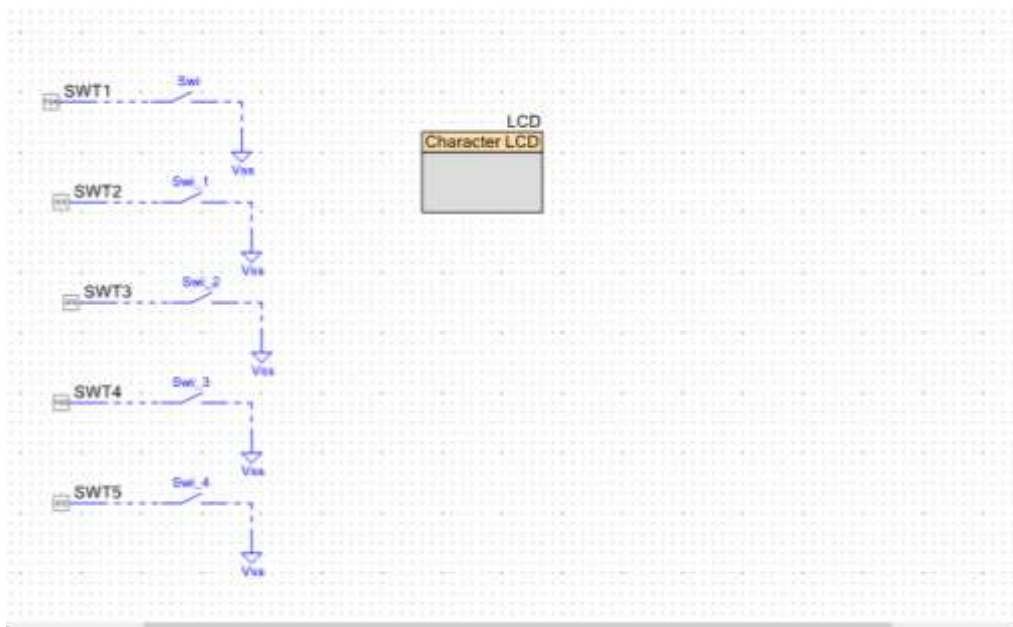 SWT1
Swi
Vss
LCD
Character LCD
SWT2
Swi_1
Vss
SWT3
Swi_2
Vss
SWT4
Swi_3
Vss
SWT5
Swi_4
Vss